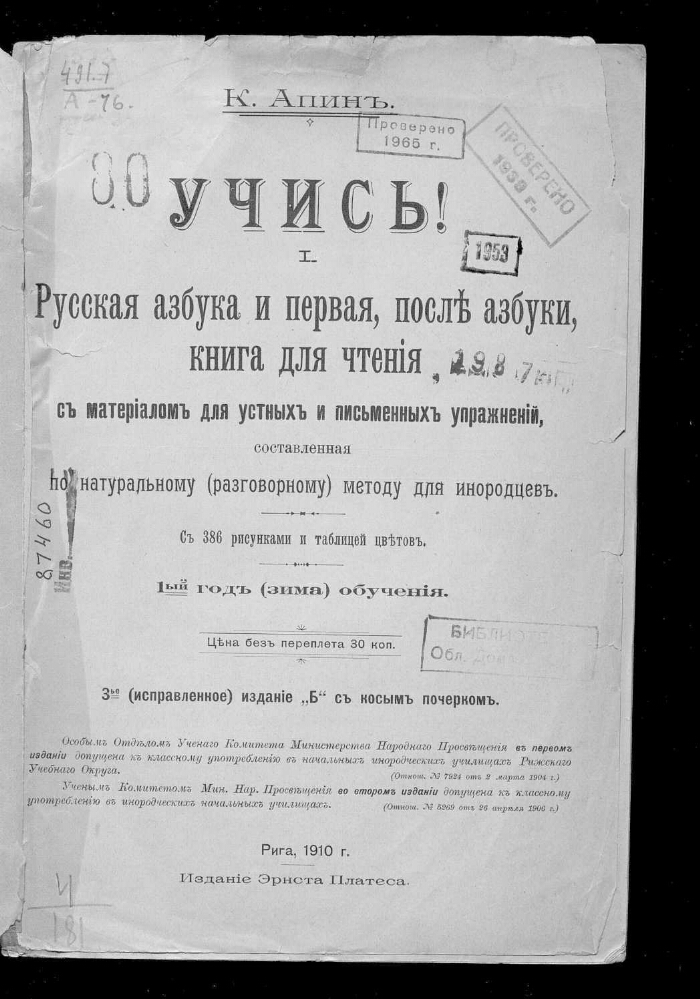 491.7
А-76.
К. Апинъ.
Проверено
1965 г.
ПРОВЕРЕНО
80
УЧИСЬ!
1953
I.
Русская азбука и первая, послѣ азбуки,
книга для чтенія
съ матеріаломъ для устныхъ и письменныхъ упражненій,
составленная
по натуральному (разговорному) методу для инородцевъ.
87460
Инв.
Съ 386 рисунками и таблицей цвѣтовъ.
1ый годъ (зима) обученія.
Цѣна безъ переплета 30 коп.
Обл.
3ье (исправленное) изданіе „Б“ съ косымъ почеркомъ.
Особымъ Отдѣломъ Ученаго Комитета Министерства Народнаго Просвѣщенія въ первомъ
изданіи допущена къ классному употребленію въ начальныхъ инородческихъ училищахъ Рижскаго
Учебнаго Округа. (Отнош. № 7924 отъ 2 марта 1904 г.)
Ученымъ Комитетомъ Мин. Нар. Просвѣщенія во второмъ изданіи допущена къ классному
употребленію въ инородческихъ начальныхъ училищахъ. (Отнош. № 5269 отъ 26 апрѣля 1906 г.)
Рига, 1910 г.
Изданіе Эрнста Платеса.
181